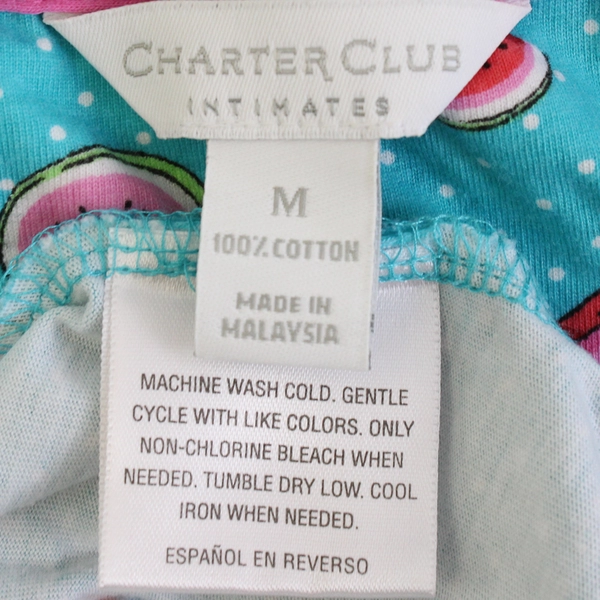 CHARTER CLUB
INTIMATES
M
100% COTTON
MADE IN
MALAYSIA
MACHINE WASH COLD. GENTLE
CYCLE WITH LIKE COLORS. ONLY
NON-CHLORINE BLEACH WHEN
NEEDED. TUMBLE DRY LOW. COOL
IRON WHEN NEEDED.
ESPAÑOL EN REVERSO